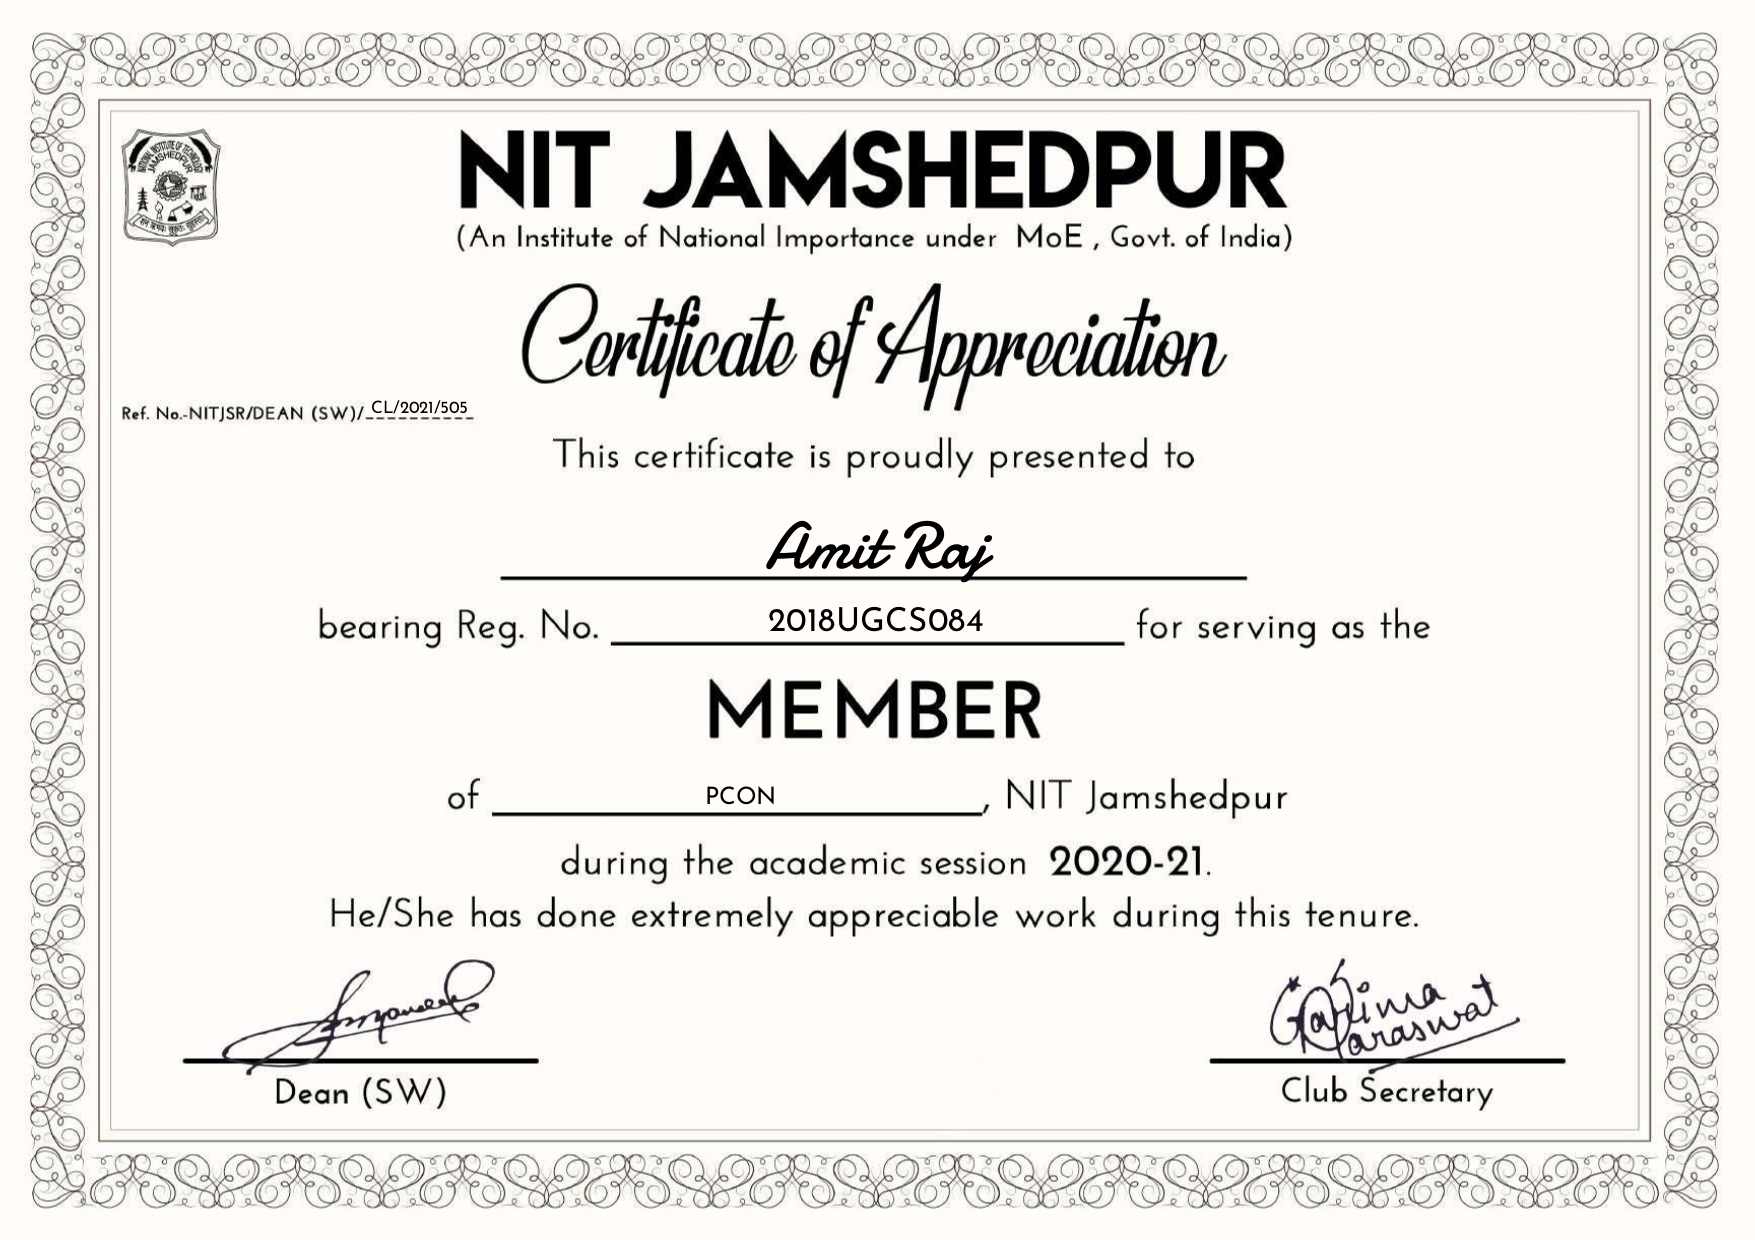 NATIONAL INSTITUTE OF TECHNOLOGY
JAMSHEDPUR
NIT JAMSHEDPUR
(An Institute of National Importance under MoE , Govt. of India)
Certificate of Appreciation
Ref. No.-NITJSR/DEAN (SW)/ CL/2021/505
This certificate is proudly presented to
Amit Raj
bearing Reg. No. 2018UGCS084 for serving as the
MEMBER
of PCON, NIT Jamshedpur
during the academic session 2020-21.
He/She has done extremely appreciable work during this tenure.
Garima
Saraswat
Dean (SW) Club Secretary